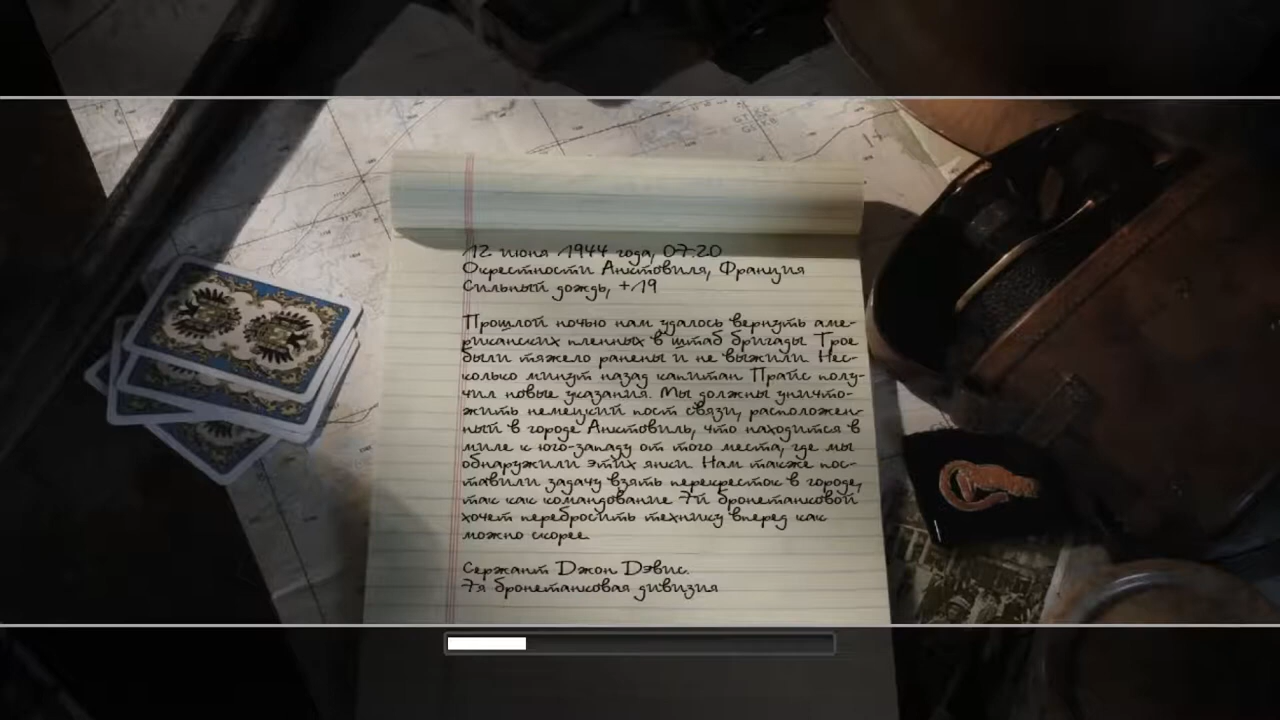 12 июня 1944 года, 07:20
Окрестности Амстовиля, Франция
Сильный дождь, +19
Прошлой ночью нам удалось вернуть аме-
риканских пленных в штаб бригады Трое
были тяжело ранены и не выжили Нес-
колько минут назад капитан Прайс полу-
чил новые указания. Мы должны уничто-
жить немецкий пост связи, расположен-
ный в городе Амстовиль, что находится в
миле к юго-западу от того места, где мы
обнаружили этих янки Нам также пос-
тавили задачу взять перекресток в городе,
так как командование 7й бронетанковой
хочет перебросить технику вперед как
можно скорее.
Сержант Джон Дэвис.
7я бронетанковая дивизия